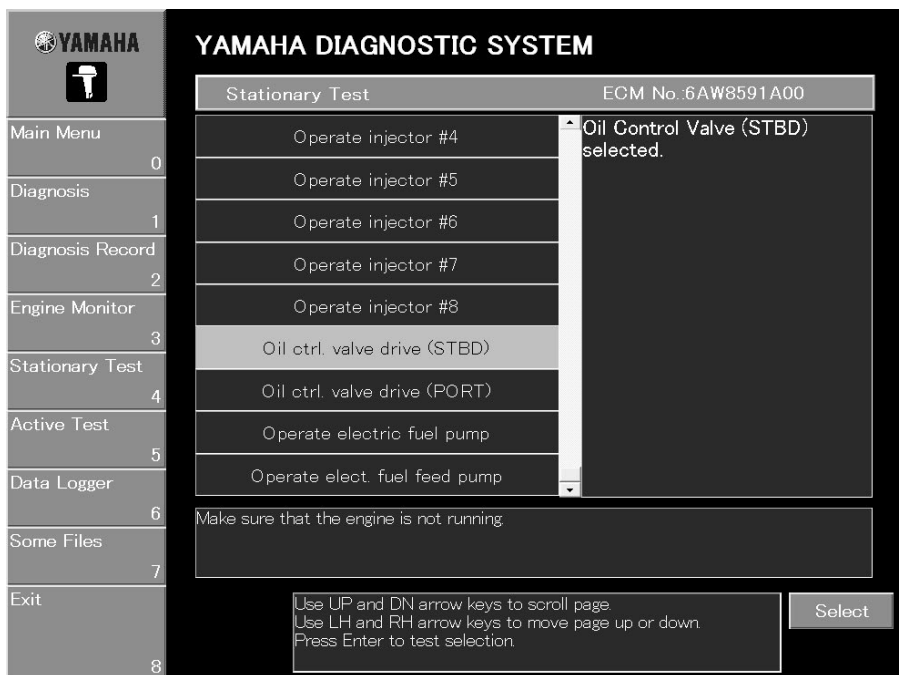 YAMAHA
YAMAHA DIAGNOSTIC SYSTEM
Stationary Test
ECM No.:6AW8591A00
Main Menu
0
Diagnosis
1
Diagnosis Record
2
Engine Monitor
3
Stationary Test
4
Active Test
5
Data Logger
6
Some Files
7
Exit
8
Operate injector #4
Operate injector #5
Operate injector #6
Operate injector #7
Operate injector #8
Oil ctrl. valve drive (STBD)
Oil ctrl. valve drive (PORT)
Operate electric fuel pump
Operate elect. fuel feed pump
Oil Control Valve (STBD)
selected.
Make sure that the engine is not running.
Use UP and DN arrow keys to scroll page.
Use LH and RH arrow keys to move page up or down.
Press Enter to test selection.
Select